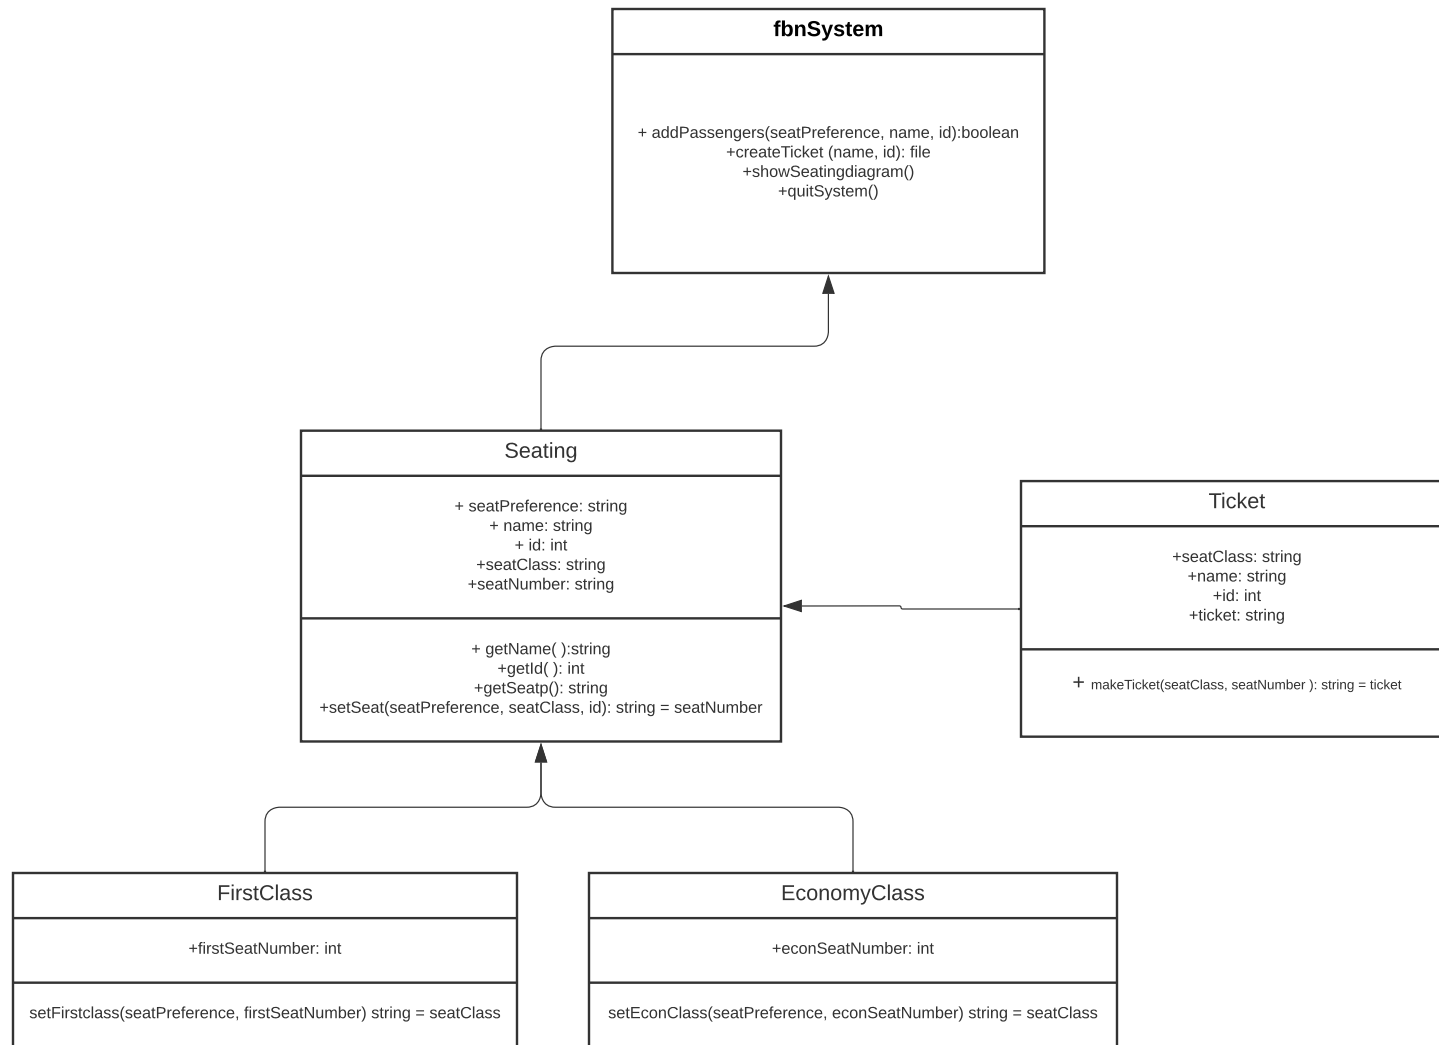 fbnSystem
+ addPassengers(seatPreference, name, id):boolean
+createTicket (name, id): file
+showSeatingdiagram()
+quitSystem()
Seating
+ seatPreference: string
+ name: string
+ id: int
+seatClass: string
+seatNumber: string
+ getName( ):string
+getId( ): int
+getSeatp(): string
+setSeat(seatPreference, seatClass, id): string = seatNumber
Ticket
+seatClass: string
+name: string
+id: int
+ticket: string
+ makeTicket(seatClass, seatNumber ): string = ticket
FirstClass
+firstSeatNumber: int
setFirstclass(seatPreference, firstSeatNumber) string = seatClass
EconomyClass
+econSeatNumber: int
setEconClass(seatPreference, econSeatNumber) string = seatClass